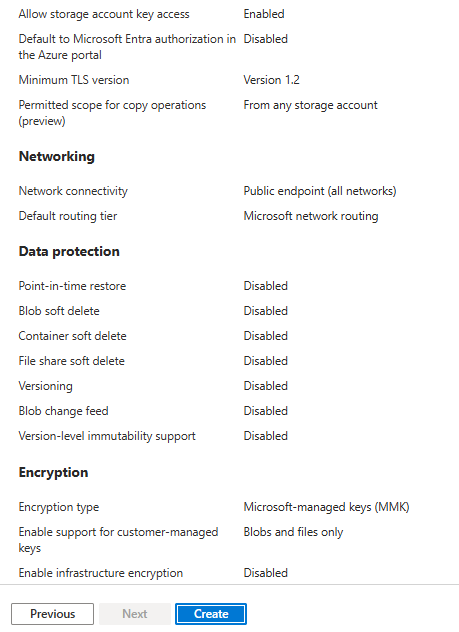 Allow storage account key access Enabled
Default to Microsoft Entra authorization in Disabled
the Azure portal
Minimum TLS version Version 1.2
Permitted scope for copy operations From any storage account
(preview)
Networking
Network connectivity Public endpoint (all networks)
Default routing tier Microsoft network routing
Data protection
Point-in-time restore Disabled
Blob soft delete Disabled
Container soft delete Disabled
File share soft delete Disabled
Versioning Disabled
Blob change feed Disabled
Version-level immutability support Disabled
Encryption
Encryption type Microsoft-managed keys (MMK)
Enable support for customer-managed Blobs and files only
keys
Enable infrastructure encryption Disabled
Previous Next Create